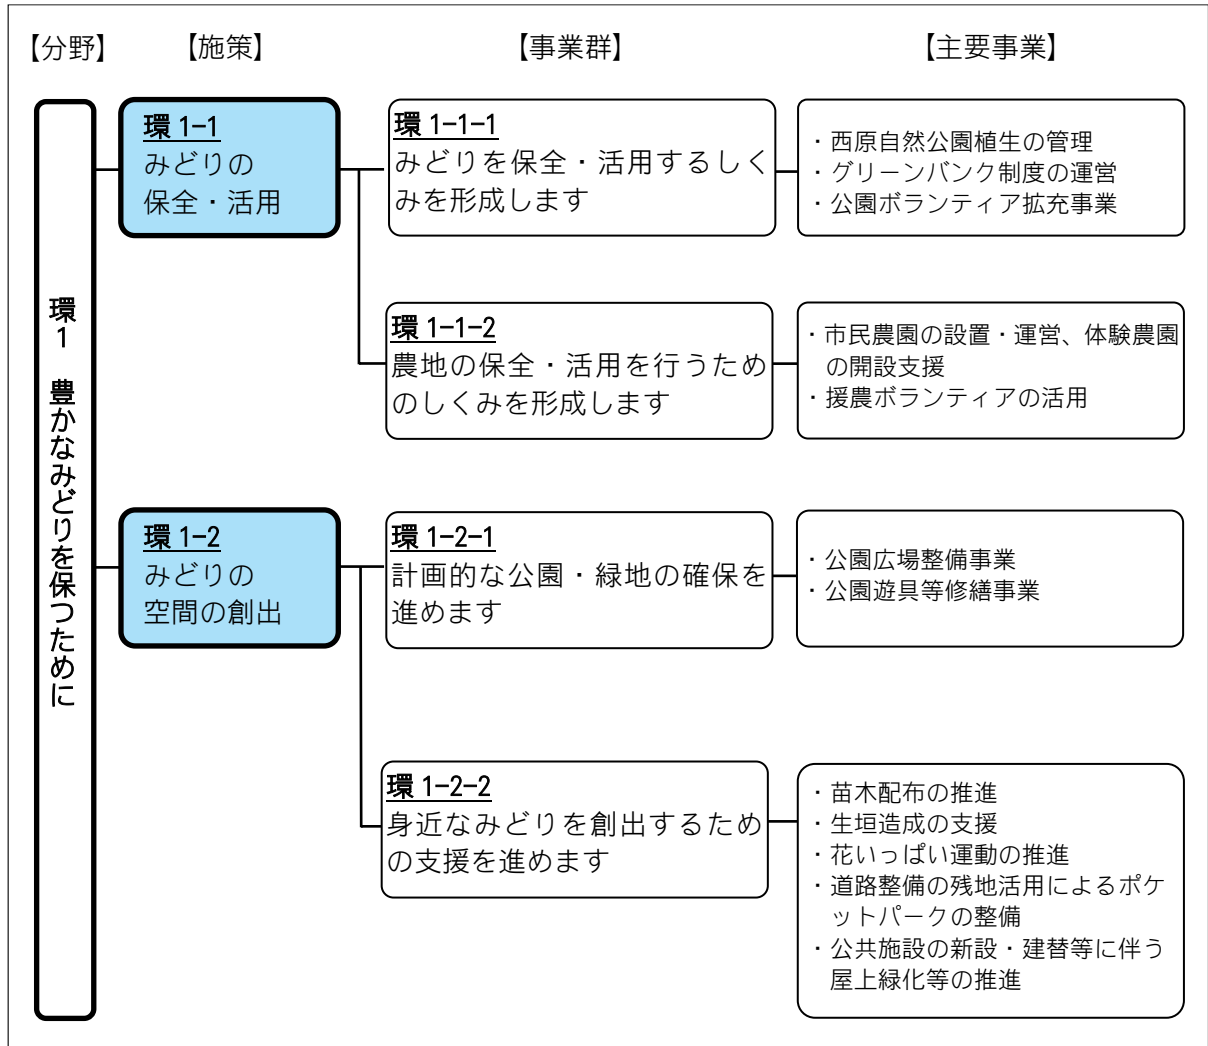 【分野】 【施策】 【事業群】 【主要事業】
環1 豊かなみどりを保つために
環 1-1
みどりの
保全・活用
環 1-1-1
みどりを保全・活用するしく
みを形成します
・西原自然公園植生の管理
・グリーンバンク制度の運営
・公園ボランティア拡充事業
環 1-1-2
農地の保全・活用を行うため
のしくみを形成します
・市民農園の設置・運営、体験農園
の開設支援
・援農ボランティアの活用
環 1-2
みどりの
空間の創出
環 1-2-1
計画的な公園・緑地の確保を
進めます
・公園広場整備事業
・公園遊具等修繕事業
環 1-2-2
身近なみどりを創出するため
の支援を進めます
・苗木配布の推進
・生垣造成の支援
・花いっぱい運動の推進
・道路整備の残地活用によるポケ
ットパークの整備
・公共施設の新設・建替等に伴う
屋上緑化等の推進